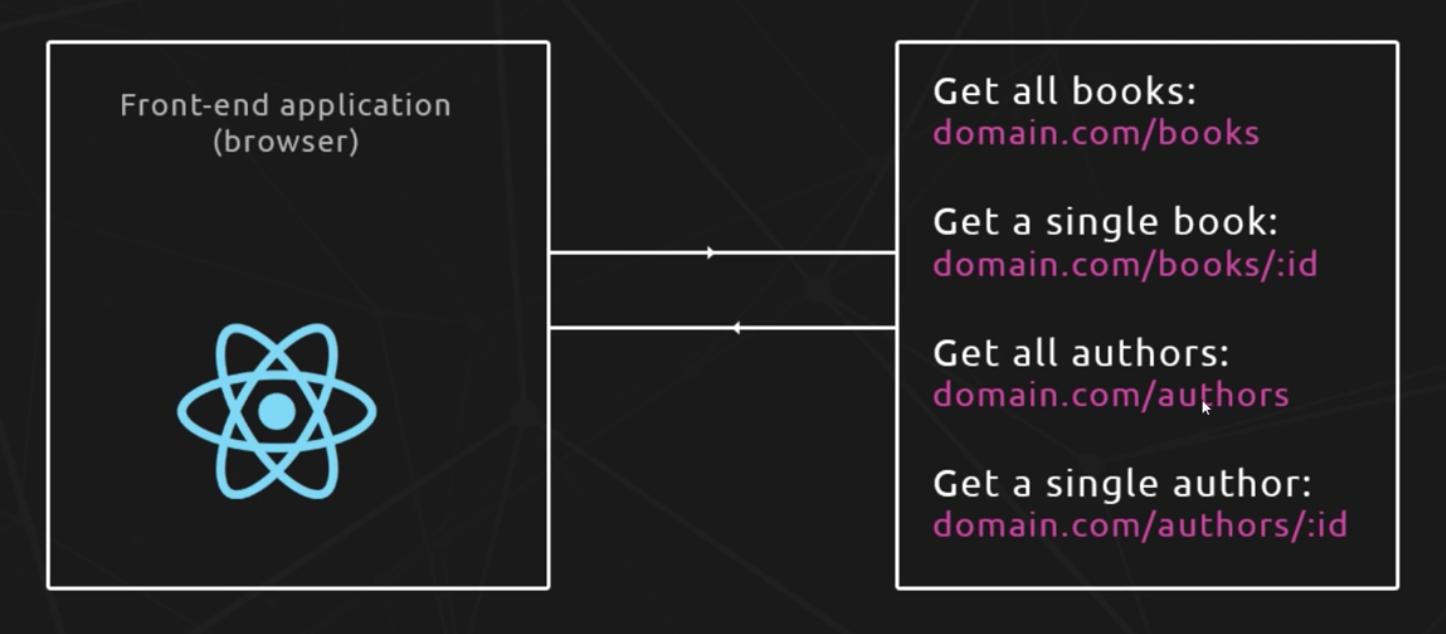 Front-end application
(browser)
Get all books:
domain.com/books
Get a single book:
domain.com/books/:id
Get all authors:
domain.com/authors
Get a single author:
domain.com/authors/:id